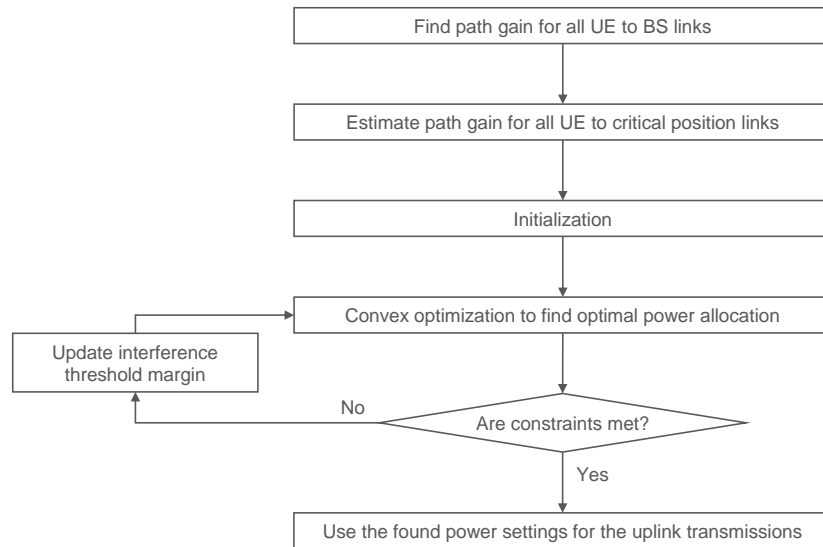 Find path gain for all UE to BS links
Estimate path gain for all UE to critical position links
Initialization
Convex optimization to find optimal power allocation
Update interference
threshold margin
No
Are constraints met?
Yes
Use the found power settings for the uplink transmissions